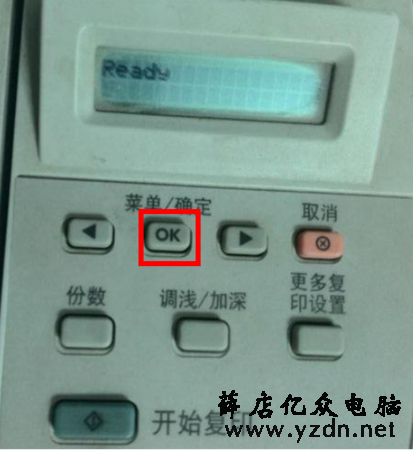 Ready
菜单/确定
OK
取消
份数
调浅/加深
更多复
印设置
开始复印
薛店亿众电脑
www.yzdn.net